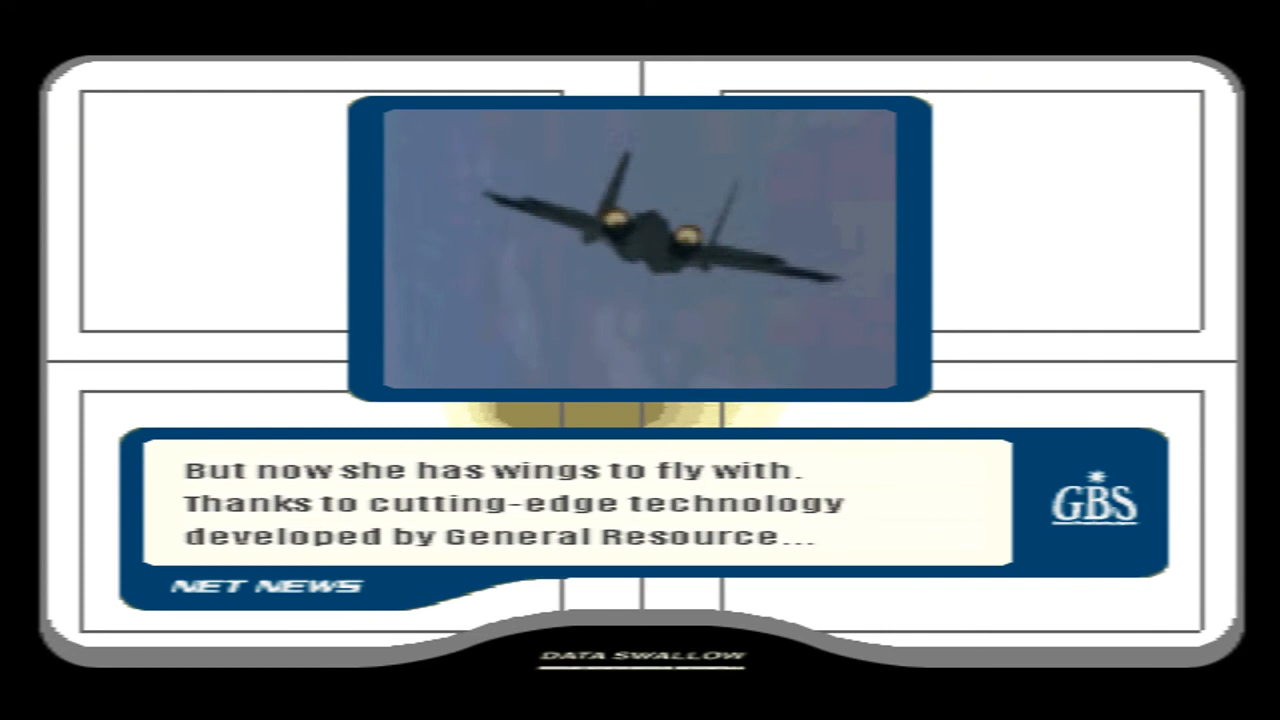 But now she has wings to fly with.
Thanks to cutting-edge technology
developed by General Resource...
GBS
NET NEWS
DATA SWALLOW